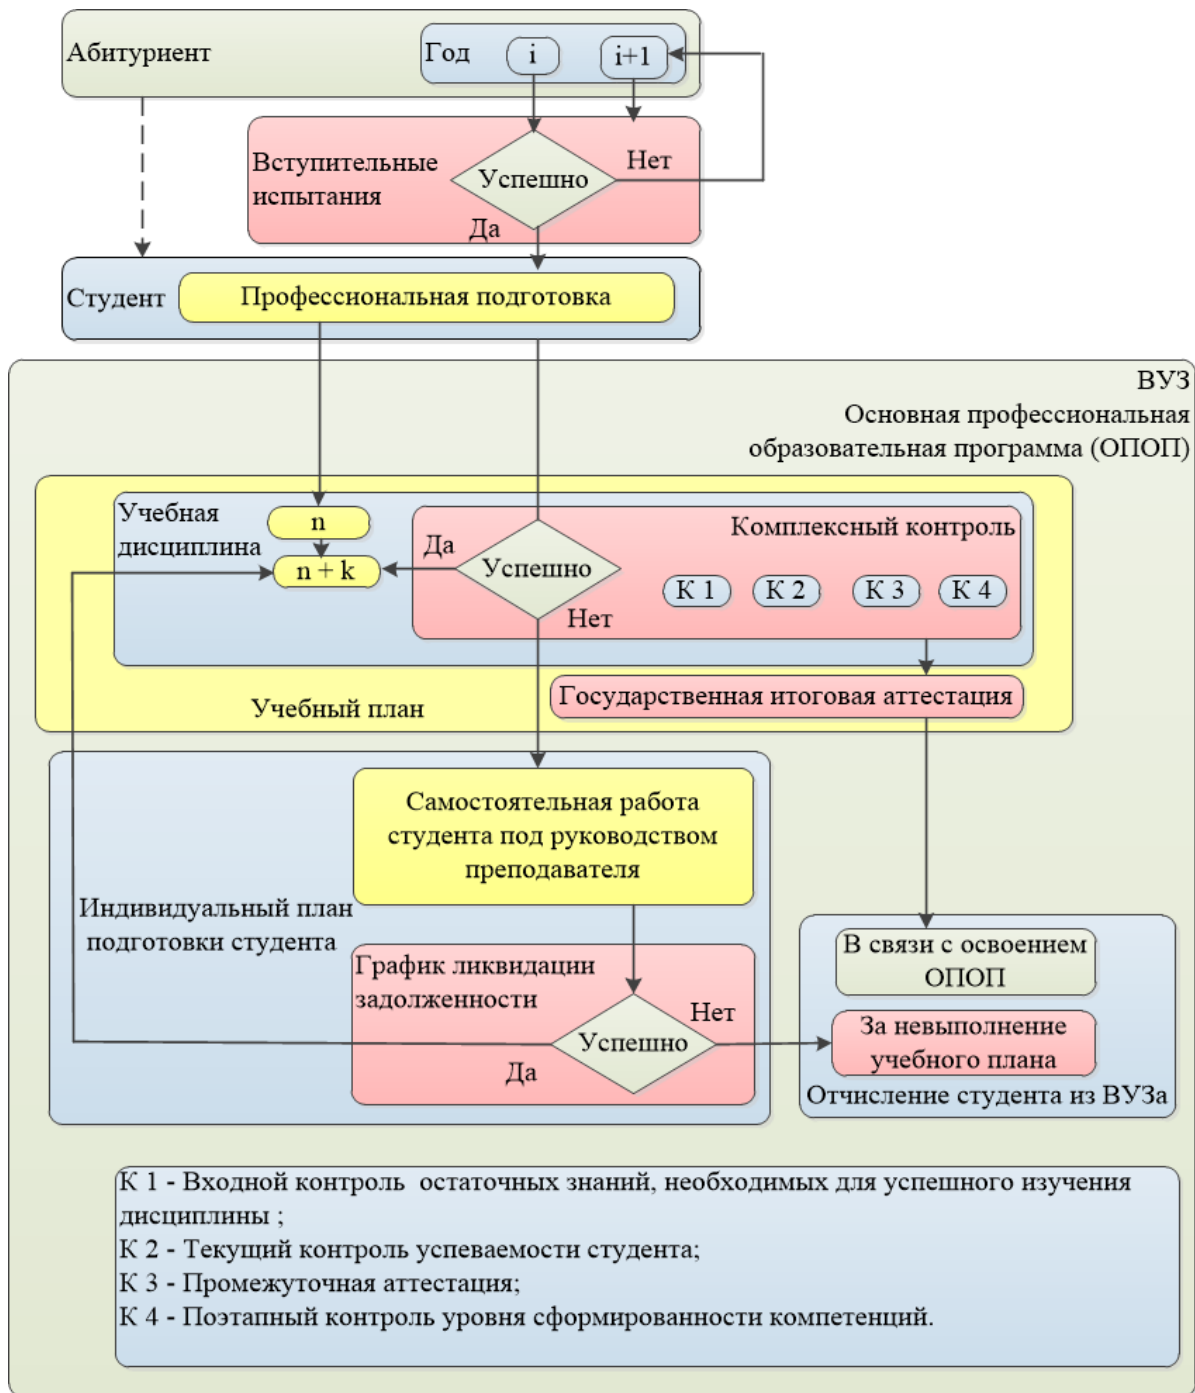 Абитуриент
Год
i
i+1
Вступительные
испытания
Успешно
Нет
Да
Студент
Профессиональная подготовка
ВУЗ
Основная профессиональная
образовательная программа (ОПОП)
Учебная
дисциплина
n
n + k
Комплексный контроль
Да
Успешно
Нет
К 1
К 2
К 3
К 4
Государственная итоговая аттестация
Учебный план
Самостоятельная работа
студента под руководством
преподавателя
Индивидуальный план
подготовки студента
График ликвидации
задолженности
Успешно
Нет
Да
В связи с освоением
ОПОП
За невыполнение
учебного плана
Отчисление студента из ВУЗа
К 1 - Входной контроль  остаточных знаний, необходимых для успешного изучения
дисциплины ;
К 2 - Текущий контроль успеваемости студента;
К 3 - Промежуточная аттестация;
К 4 - Поэтапный контроль уровня сформированности компетенций.